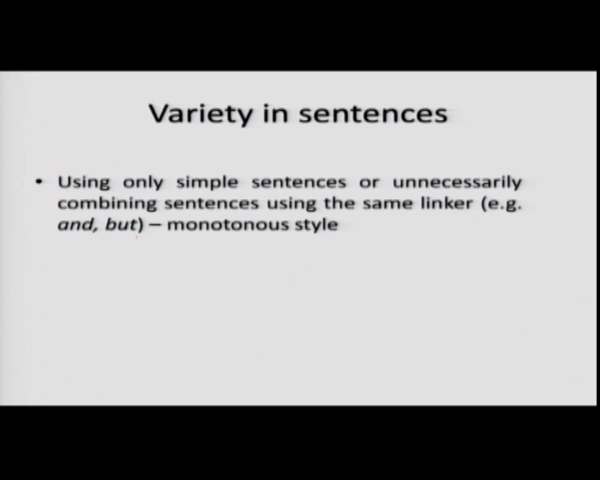 Variety in sentences
• Using only simple sentences or unnecessarily
combining sentences using the same linker (e.g.
and, but) – monotonous style